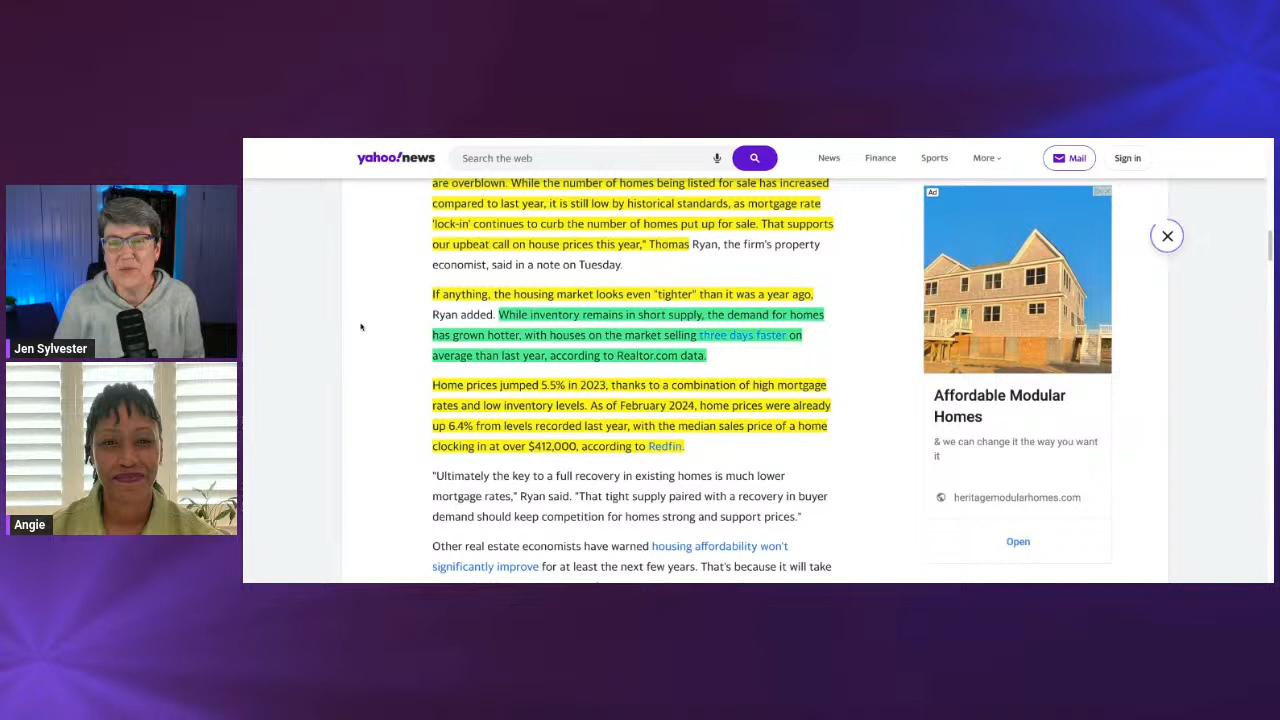 yahoo!news
Search the web
News
Finance
Sports
More
Mail
Sign in
are overblown. While the number of homes being listed for sale has increased
compared to last year, it is still low by historical standards, as mortgage rate
'lock-in' continues to curb the number of homes put up for sale. That supports
our upbeat call on house prices this year," Thomas Ryan, the firm's property
economist, said in a note on Tuesday.
If anything, the housing market looks even "tighter" than it was a year ago,
Ryan added. While inventory remains in short supply, the demand for homes
has grown hotter, with houses on the market selling three days faster on
average than last year, according to Realtor.com data.
Home prices jumped 5.5% in 2023, thanks to a combination of high mortgage
rates and low inventory levels. As of February 2024, home prices were already
up 6.4% from levels recorded last year, with the median sales price of a home
clocking in at over $412,000, according to Redfin.
"Ultimately the key to a full recovery in existing homes is much lower
mortgage rates," Ryan said. "That tight supply paired with a recovery in buyer
demand should keep competition for homes strong and support prices."
Other real estate economists have warned housing affordability won't
significantly improve for at least the next few years. That's because it will take
Ad
Affordable Modular
Homes
& we can change it the way you want
it
heritagemodularhomes.com
Open
Jen Sylvester
Angie